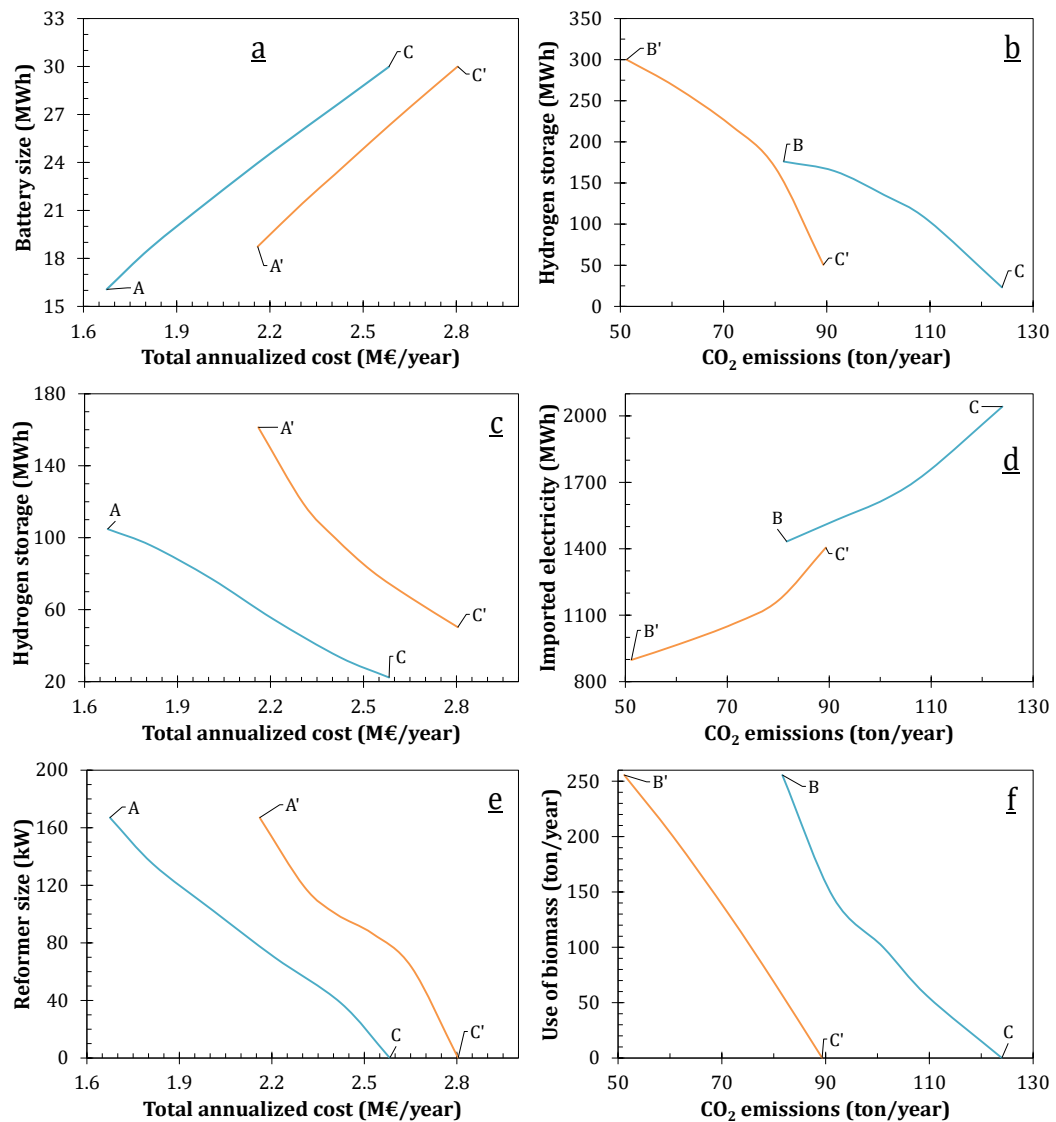 33
30
27
24
21
18
15
Battery size (MWh)
a
A
C
A'
C'
1.6
1.9
2.2
2.5
2.8
Total annualized cost (M€/year)
350
300
250
200
150
100
50
0
Hydrogen storage (MWh)
b
B'
B
C'
C
50
70
90
110
130
CO₂ emissions (ton/year)
180
140
100
60
20
Hydrogen storage (MWh)
c
A'
A
C'
C
1.6
1.9
2.2
2.5
2.8
Total annualized cost (M€/year)
2000
1700
1400
1100
800
Imported electricity (MWh)
d
C
B
C'
B'
50
70
90
110
130
CO₂ emissions (ton/year)
200
160
120
80
40
0
Reformer size (kW)
e
A
A'
C
C'
1.6
1.9
2.2
2.5
2.8
Total annualized cost (M€/year)
250
200
150
100
50
0
Use of biomass (ton/year)
f
B'
B
C'
C
50
70
90
110
130
CO₂ emissions (ton/year)